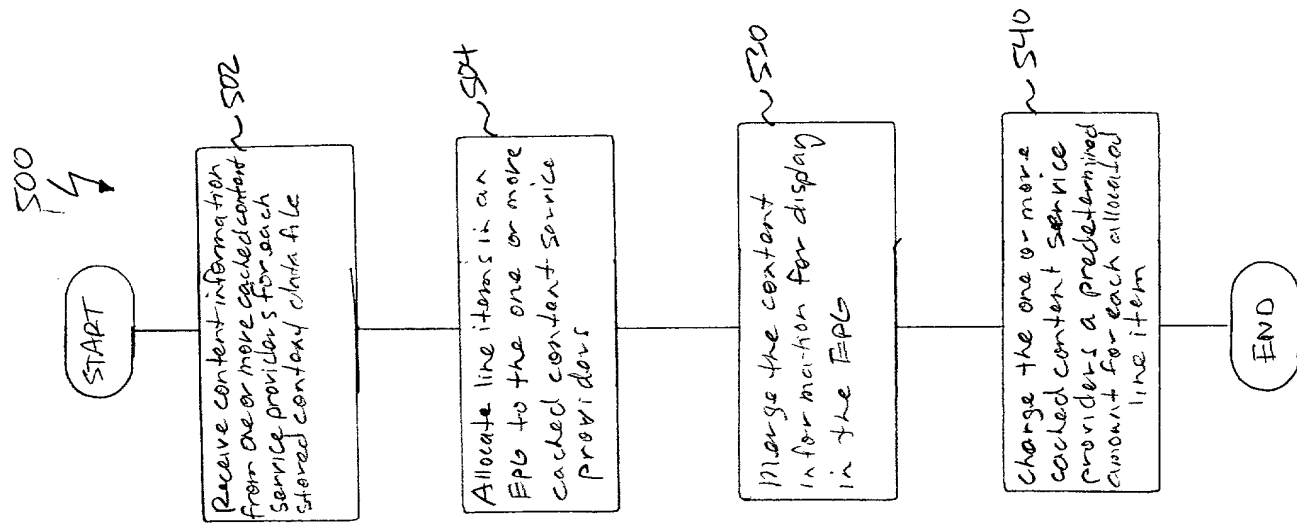 500
START
Receive content information
from one or more cached content
service providers for each
stored content data file
502
Allocate line items in an
EPG to the one or more
cached content service
providers
504
Merge the content
information for display
in the EPG
530
charge the one or more
cached content service
providers a predetermined
amount for each allocated
line item
540
END